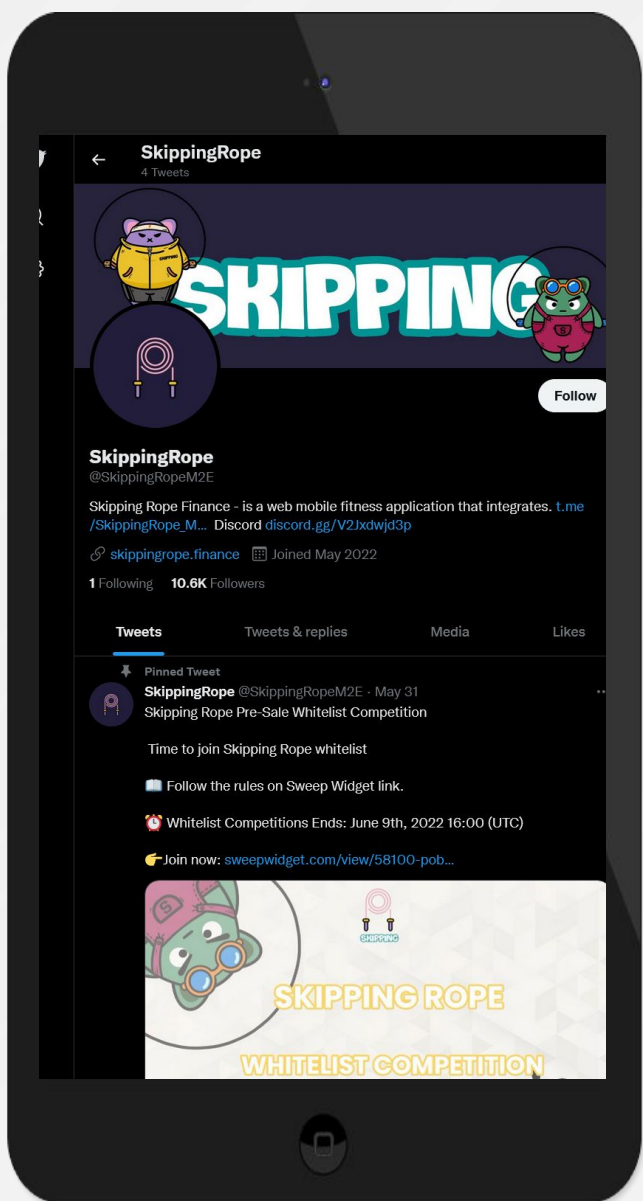 SkippingRope
4 Tweets
SHIPPING
SKIPPING
S
Follow
SkippingRope
@SkippingRopeM2E
Skipping Rope Finance - is a web mobile fitness application that integrates. t.me
/SkippingRope_M... Discord discord.gg/V2Jxdwjd3p
skippingrope.finance Joined May 2022
1 Following 10.6K Followers
Tweets Tweets & replies Media Likes
Pinned Tweet
SkippingRope @SkippingRopeM2E · May 31
Skipping Rope Pre-Sale Whitelist Competition
Time to join Skipping Rope whitelist
📖 Follow the rules on Sweep Widget link.
⏰ Whitelist Competitions Ends: June 9th, 2022 16:00 (UTC)
👉Join now: sweepwidget.com/view/58100-pob...
S
SKIPPING
SKIPPING ROPE
WHITELIST COMPETITION